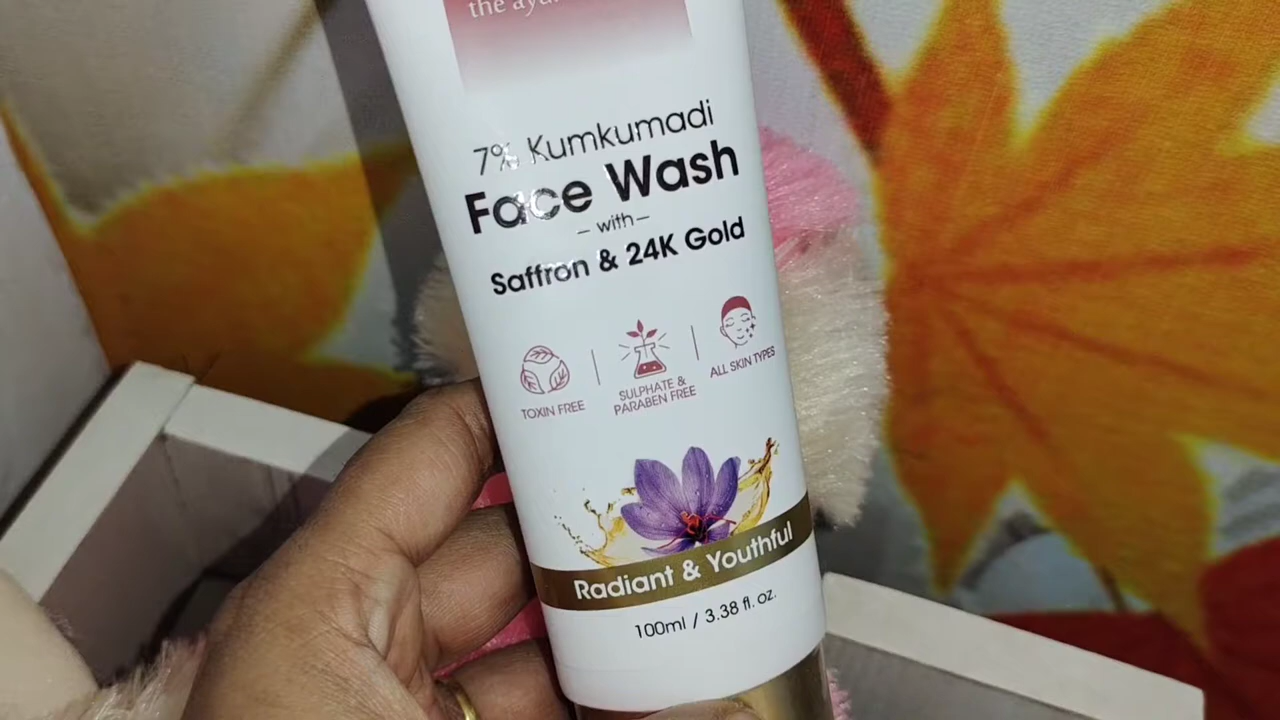 the
7% Kumkumadi
Face Wash
– with –
Saffron & 24K Gold
TOXIN FREE
SULPHATE &
PARABEN FREE
ALL SKIN TYPES
Radiant & Youthful
100ml / 3.38 fl. oz.